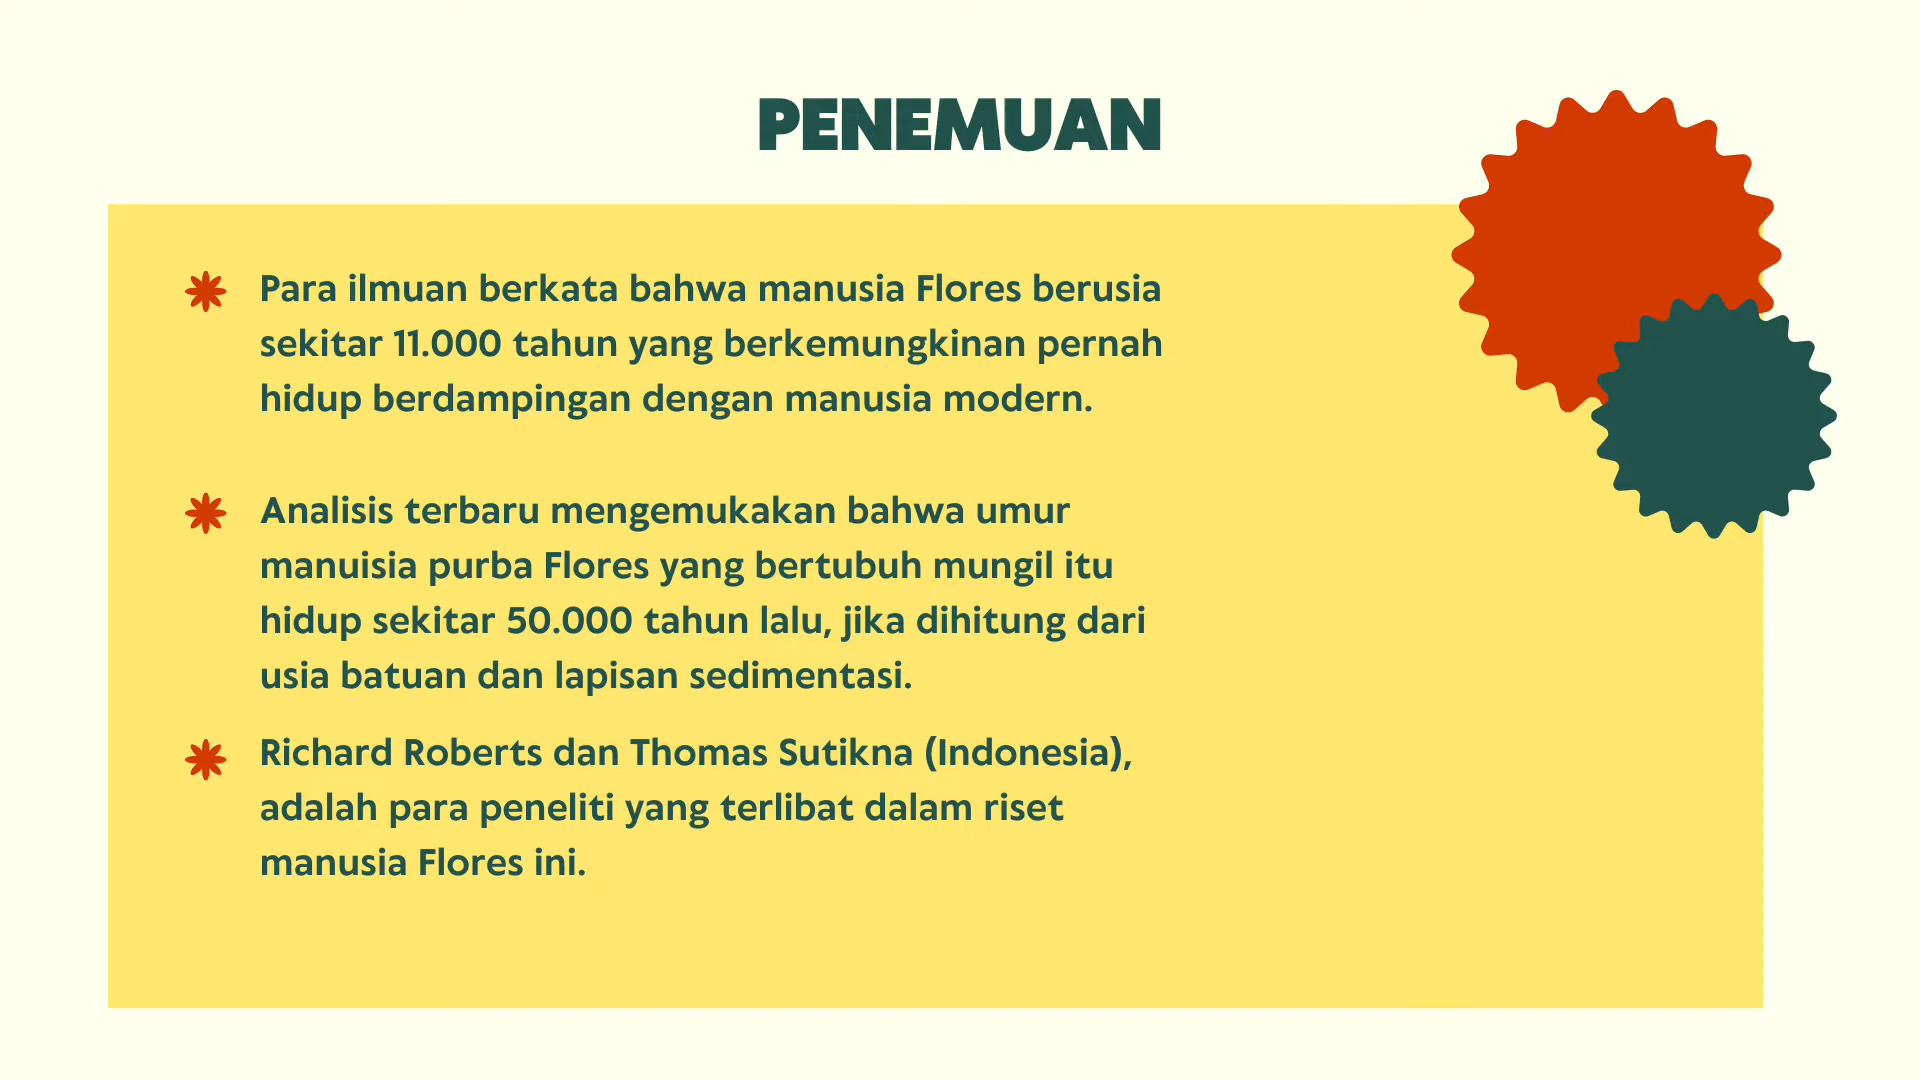 PENEMUAN
Para ilmuan berkata bahwa manusia Flores berusia
sekitar 11.000 tahun yang berkemungkinan pernah
hidup berdampingan dengan manusia modern.
Analisis terbaru mengemukakan bahwa umur
manuisia purba Flores yang bertubuh mungil itu
hidup sekitar 50.000 tahun lalu, jika dihitung dari
usia batuan dan lapisan sedimentasi.
Richard Roberts dan Thomas Sutikna (Indonesia),
adalah para peneliti yang terlibat dalam riset
manusia Flores ini.